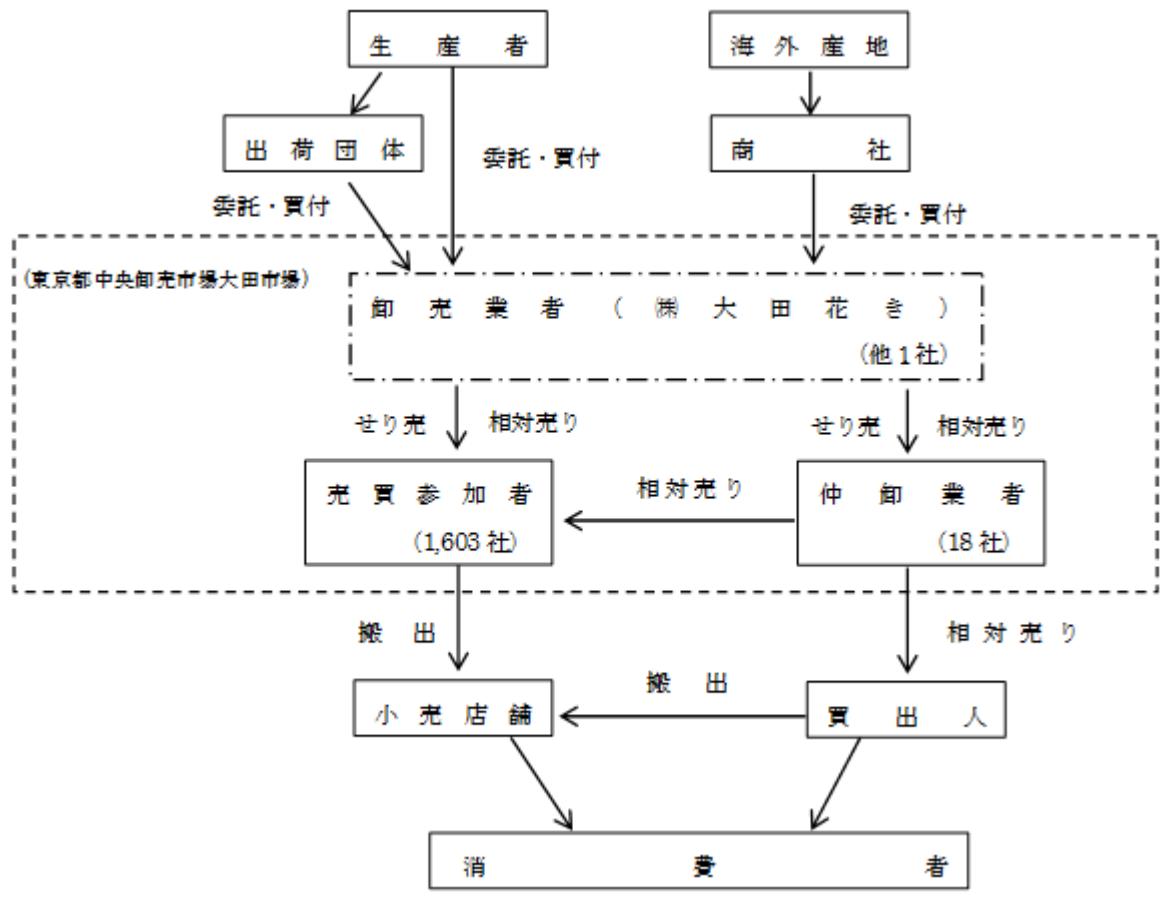 生産者
海外産地
出荷団体
商社
委託・買付
委託・買付
委託・買付
(東京都中央卸売市場大田市場)
卸売業者(㈱大田花き)
(他1社)
せり売 相対売り
せり売 相対売り
売買参加者
(1,603社)
相対売り
仲卸業者
(18社)
搬出
相対売り
小売店舗
搬出
買出人
消費者